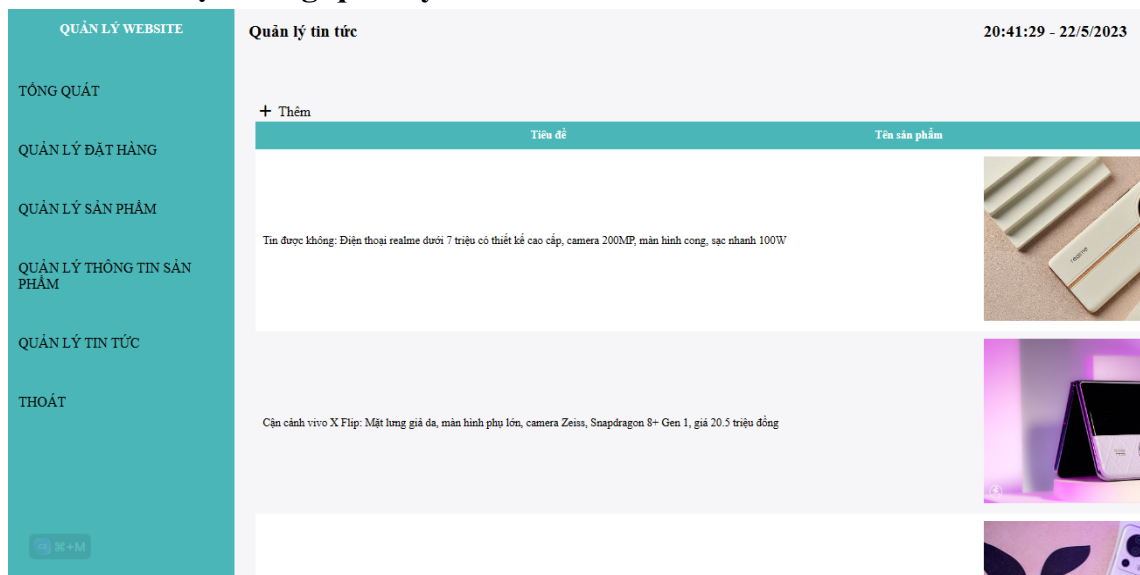 QUẢN LÝ WEBSITE
Quản lý tin tức
20:41:29 - 22/5/2023
TỔNG QUÁT
+ Thêm
Tiêu đề
Tên sản phẩm
QUẢN LÝ ĐẶT HÀNG
QUẢN LÝ SẢN PHẨM
Tin được không: Điện thoại realme dưới 7 triệu có thiết kế cao cấp, camera 200MP, màn hình cong, sạc nhanh 100W
realme
QUẢN LÝ THÔNG TIN SẢN
PHẨM
QUẢN LÝ TIN TỨC
THOÁT
Cận cảnh vivo X Flip: Mặt lưng giả da, màn hình phụ lớn, camera Zeiss, Snapdragon 8+ Gen 1, giá 20.5 triệu đồng
⌘+M